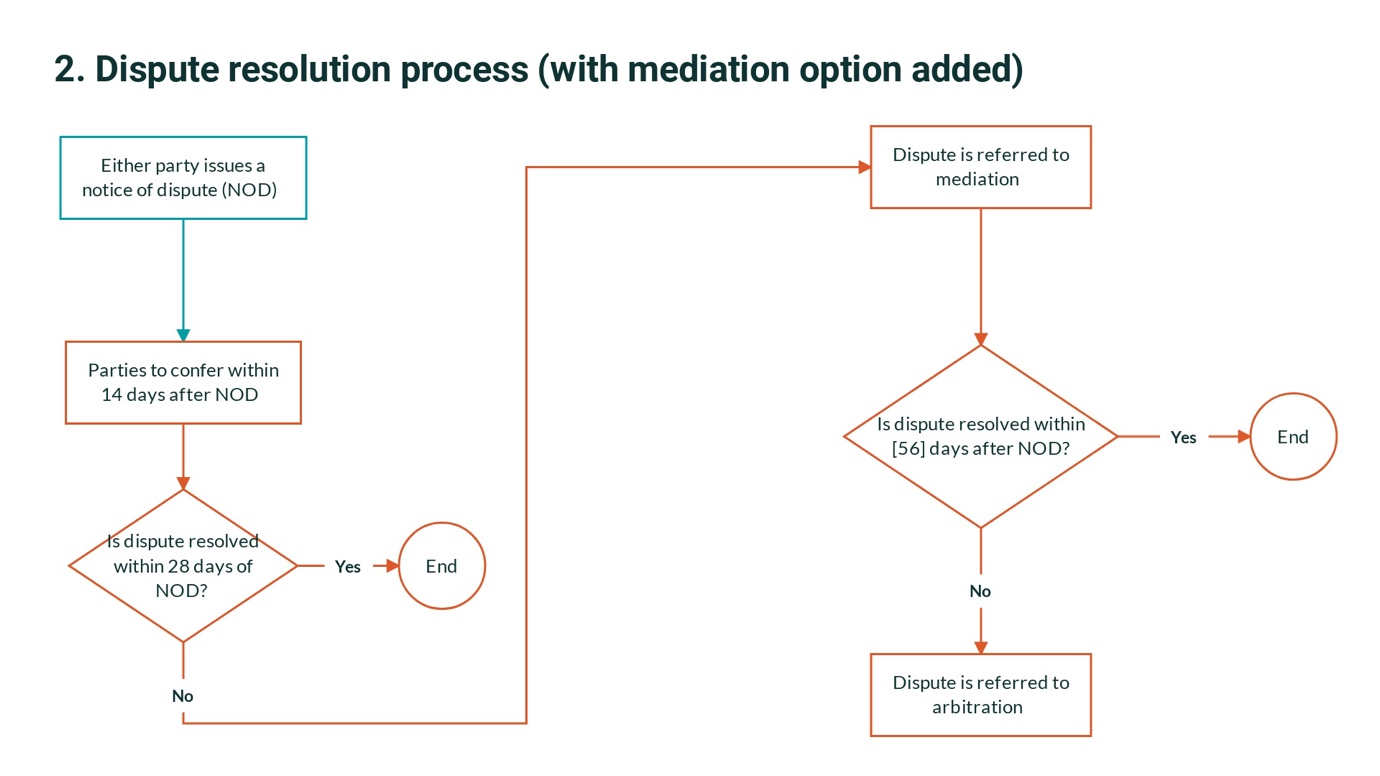 2. Dispute resolution process (with mediation option added)
Either party issues a
notice of dispute (NOD)
Parties to confer within
14 days after NOD
Is dispute resolved
within 28 days of
NOD?
Yes
End
No
Dispute is referred to
mediation
Is dispute resolved within
[56] days after NOD?
Yes
End
No
Dispute is referred to
arbitration